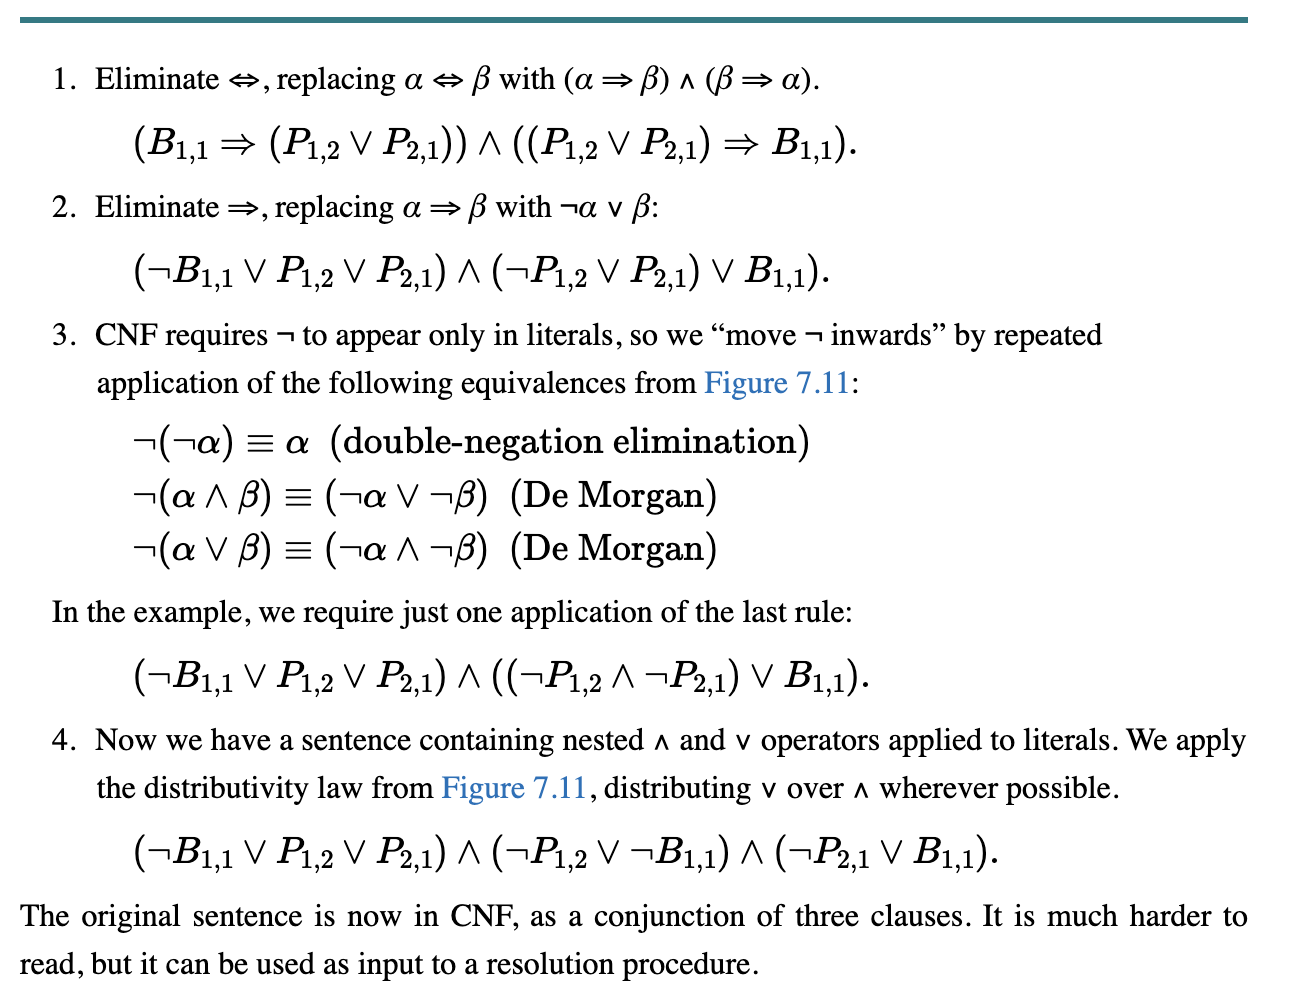 1. Eliminate ⇔, replacing α ⇔ β with (α ⇒ β) ∧ (β ⇒ α).
(B1,1 ⇒ (P1,2 ∨ P2,1)) ∧ ((P1,2 ∨ P2,1) ⇒ B1,1).
2. Eliminate ⇒, replacing α ⇒ β with ¬α ∨ β:
(¬B1,1 ∨ P1,2 ∨ P2,1) ∧ (¬P1,2 ∨ P2,1) ∨ B1,1).
3. CNF requires ¬ to appear only in literals, so we “move ¬ inwards” by repeated
application of the following equivalences from Figure 7.11:
¬(¬α) ≡ α (double-negation elimination)
¬(α ∧ β) ≡ (¬α ∨ ¬β) (De Morgan)
¬(α ∨ β) ≡ (¬α ∧ ¬β) (De Morgan)
In the example, we require just one application of the last rule:
(¬B1,1 ∨ P1,2 ∨ P2,1) ∧ ((¬P1,2 ∧ ¬P2,1) ∨ B1,1).
4. Now we have a sentence containing nested ∧ and ∨ operators applied to literals. We apply
the distributivity law from Figure 7.11, distributing ∨ over ∧ wherever possible.
(¬B1,1 ∨ P1,2 ∨ P2,1) ∧ (¬P1,2 ∨ ¬B1,1) ∧ (¬P2,1 ∨ B1,1).
The original sentence is now in CNF, as a conjunction of three clauses. It is much harder to
read, but it can be used as input to a resolution procedure.